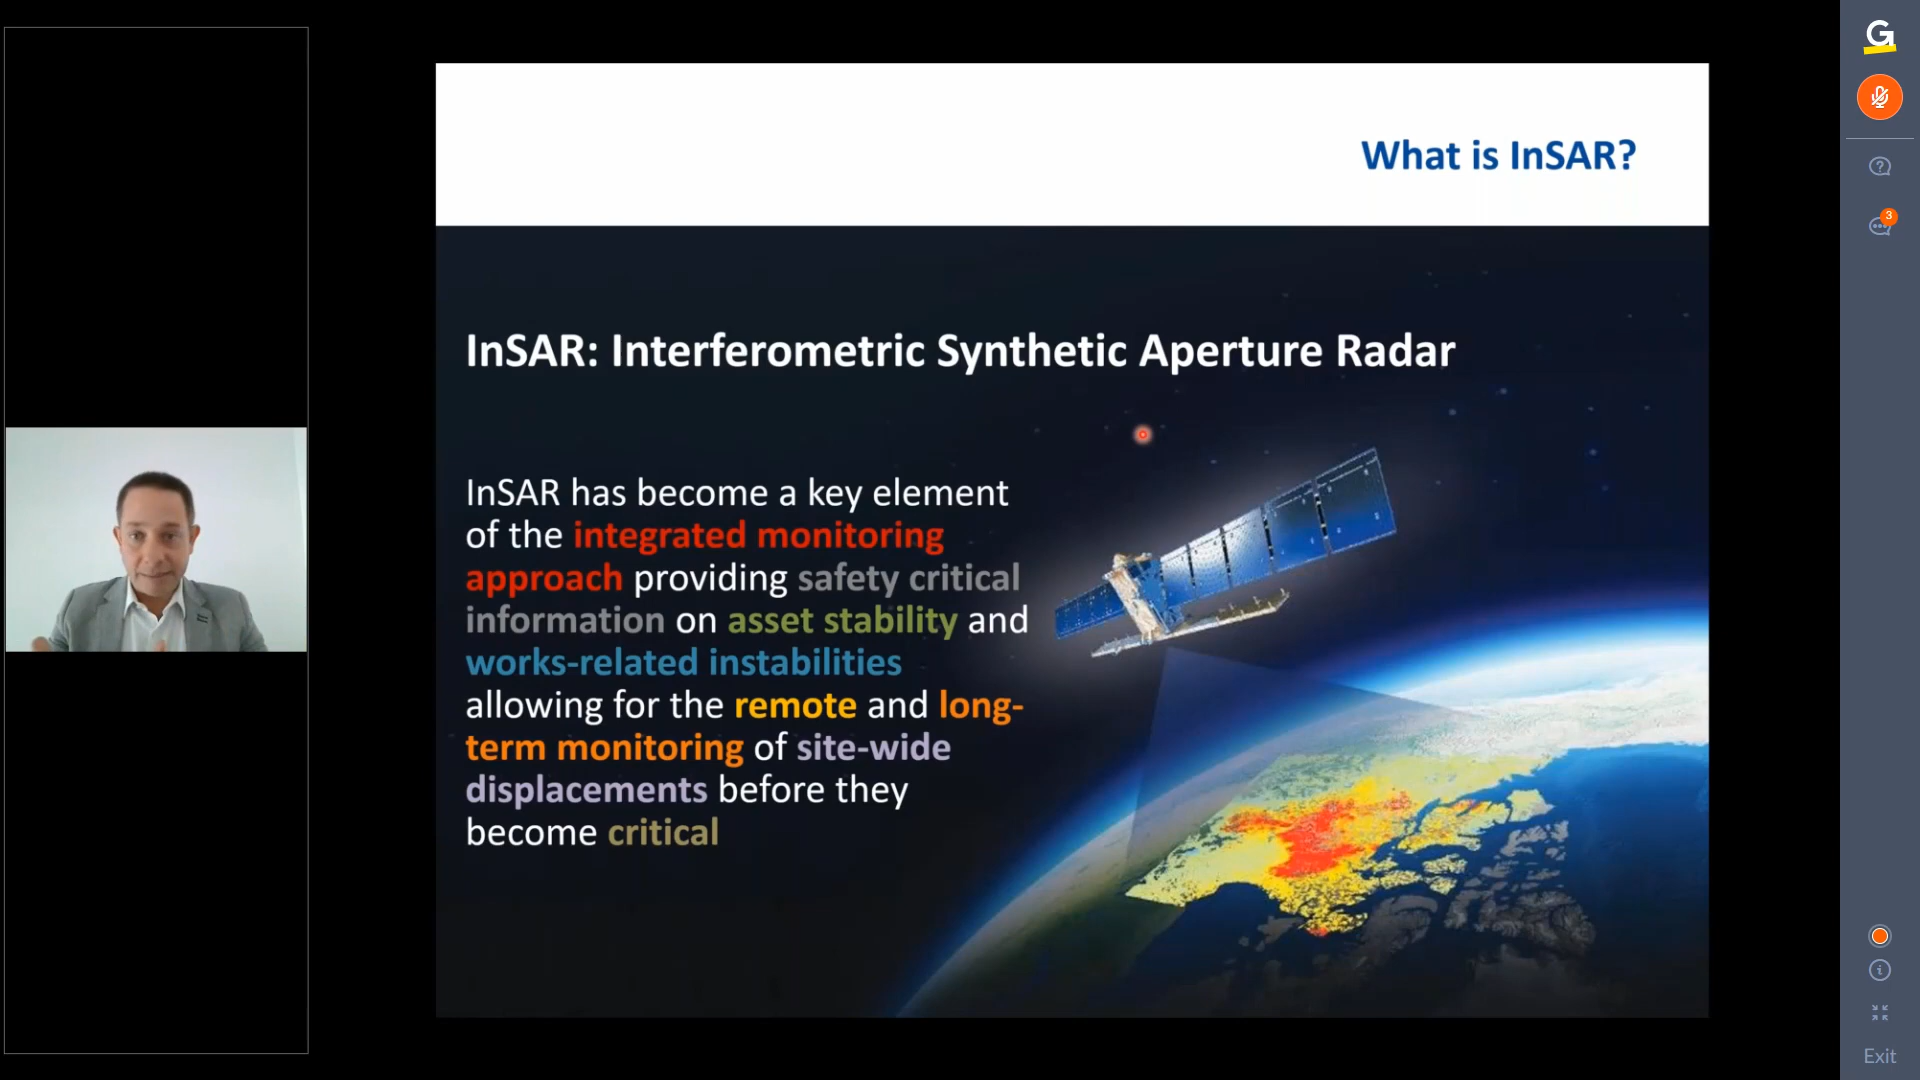 What is InSAR?
InSAR: Interferometric Synthetic Aperture Radar
InSAR has become a key element
of the integrated monitoring
approach providing safety critical
information on asset stability and
works-related instabilities
allowing for the remote and long-
term monitoring of site-wide
displacements before they
become critical
G
3
Exit